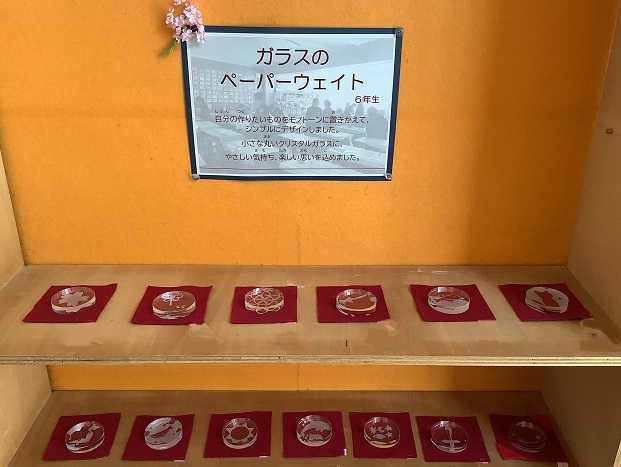 ガラスの
ペーパーウェイト
6年生
自分の作りたいものをモノトーンに置きかえて、
シンプルにデザインしました。
小さな丸いクリスタルガラスに、
やさしい気持ち、楽しい思いを込めました。